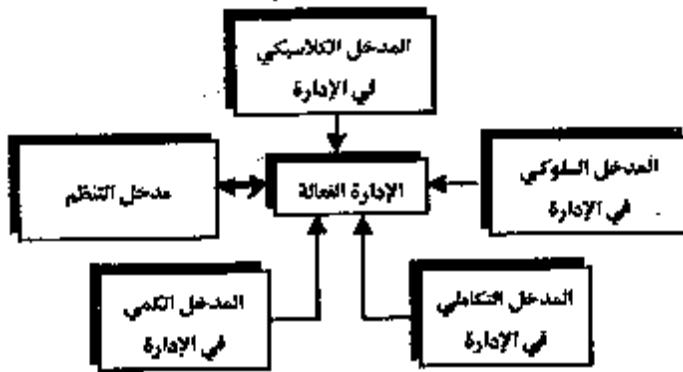 المدخل الكلاسيكي
في الإدارة
المدخل السلوكي
في الإدارة
الإدارة الفعالة
مدخل التنظم
المدخل التكاملي
في الإدارة
المدخل الكمي
في الإدارة